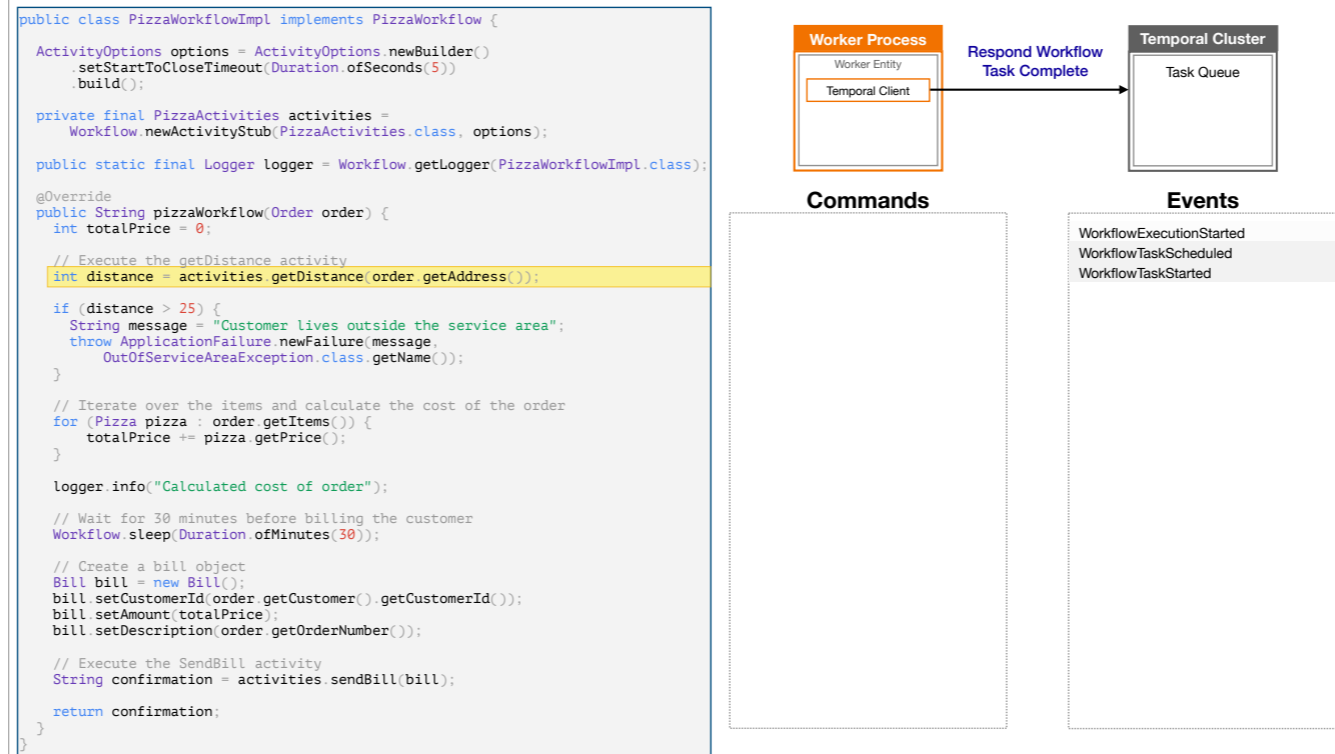 public class PizzaWorkflowImpl implements PizzaWorkflow {
ActivityOptions options = ActivityOptions.newBuilder()
.setStartToCloseTimeout(Duration.ofSeconds(5))
.build();
private final PizzaActivities activities =
Workflow.newActivityStub(PizzaActivities.class, options);
public static final Logger logger = Workflow.getLogger(PizzaWorkflowImpl.class);
@Override
public String pizzaWorkflow(Order order) {
int totalPrice = 0;
// Execute the getDistance activity
int distance = activities.getDistance(order.getAddress());
if (distance > 25) {
String message = "Customer lives outside the service area";
throw ApplicationFailure.newFailure(message,
OutOfServiceAreaException.class.getName());
}
// Iterate over the items and calculate the cost of the order
for (Pizza pizza : order.getItems()) {
totalPrice += pizza.getPrice();
}
logger.info("Calculated cost of order");
// Wait for 30 minutes before billing the customer
Workflow.sleep(Duration.ofMinutes(30));
// Create a bill object
Bill bill = new Bill();
bill.setCustomerId(order.getCustomer().getCustomerId());
bill.setAmount(totalPrice);
bill.setDescription(order.getOrderNumber());
// Execute the SendBill activity
String confirmation = activities.sendBill(bill);
return confirmation;
}
}
Worker Process
Worker Entity
Temporal Client
Respond Workflow
Task Complete
Temporal Cluster
Task Queue
Commands
Events
WorkflowExecutionStarted
WorkflowTaskScheduled
WorkflowTaskStarted